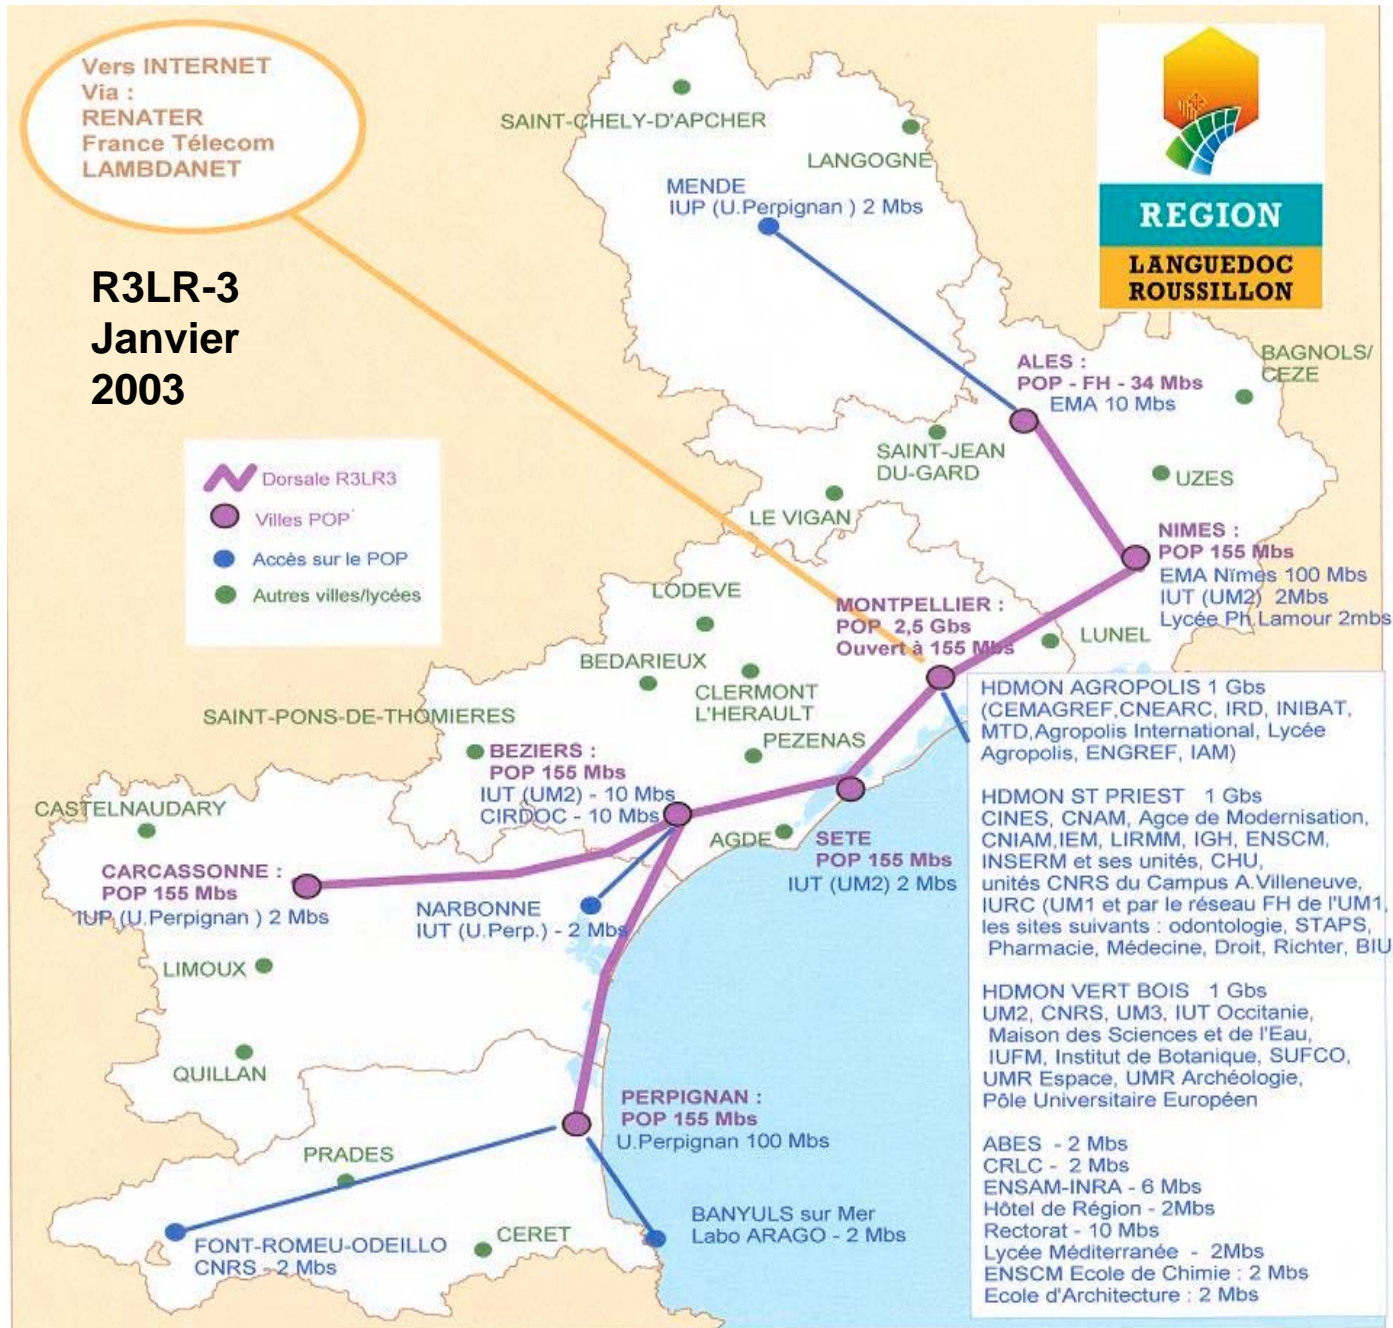 Vers INTERNET
Via :
RENATER
France Télecom
LAMBDANET
R3LR-3
Janvier
2003
Dorsale R3LR3
Villes POP
Accès sur le POP
Autres villes/lycées
REGION
LANGUEDOC
ROUSSILLON
SAINT-CHELY-D'APCHER
LANGOGNE
MENDE
IUP (U.Perpignan ) 2 Mbs
ALES :
POP - FH - 34 Mbs
EMA 10 Mbs
BAGNOLS/
CEZE
SAINT-JEAN
DU-GARD
UZES
LE VIGAN
NIMES :
POP 155 Mbs
EMA Nïmes 100 Mbs
IUT (UM2) 2Mbs
Lycée Ph.Lamour 2mbs
LODEVE
MONTPELLIER :
POP 2,5 Gbs
Ouvert à 155 Mbs
LUNEL
BEDARIEUX
CLERMONT
L'HERAULT
SAINT-PONS-DE-THOMIERES
PEZENAS
BEZIERS :
POP 155 Mbs
IUT (UM2) - 10 Mbs
CIRDOC - 10 Mbs
CASTELNAUDARY
AGDE
SETE
POP 155 Mbs
IUT (UM2) 2 Mbs
CARCASSONNE :
POP 155 Mbs
IUP (U.Perpignan ) 2 Mbs
NARBONNE
IUT (U.Perp.) - 2 Mbs
LIMOUX
QUILLAN
PERPIGNAN :
POP 155 Mbs
U.Perpignan 100 Mbs
PRADES
FONT-ROMEU-ODEILLO
CNRS - 2 Mbs
CERET
BANYULS sur Mer
Labo ARAGO - 2 Mbs
HDMON AGROPOLIS 1 Gbs
(CEMAGREF,CNEARC, IRD, INIBAT,
MTD,Agropolis International, Lycée
Agropolis, ENGREF, IAM)
HDMON ST PRIEST 1 Gbs
CINES, CNAM, Agce de Modernisation,
CNIAM,IEM, LIRMM, IGH, ENSCM,
INSERM et ses unités, CHU,
unités CNRS du Campus A.Villeneuve,
IURC (UM1 et par le réseau FH de l'UM1,
les sites suivants : odontologie, STAPS,
Pharmacie, Médecine, Droit, Richter, BIU
HDMON VERT BOIS 1 Gbs
UM2, CNRS, UM3, IUT Occitanie,
Maison des Sciences et de l'Eau,
IUFM, Institut de Botanique, SUFCO,
UMR Espace, UMR Archéologie,
Pôle Universitaire Européen
ABES - 2 Mbs
CRLC - 2 Mbs
ENSAM-INRA - 6 Mbs
Hôtel de Région - 2Mbs
Rectorat - 10 Mbs
Lycée Méditerranée - 2Mbs
ENSCM Ecole de Chimie : 2 Mbs
Ecole d'Architecture : 2 Mbs